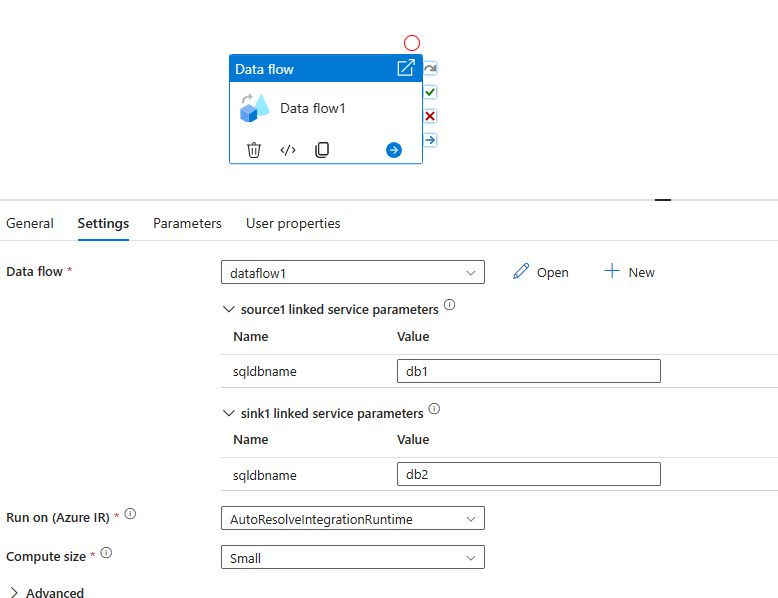 Data flow
Data flow1
General Settings Parameters User properties
Data flow * dataflow1 Open New
source1 linked service parameters
Name Value
sqldbname db1
sink1 linked service parameters
Name Value
sqldbname db2
Run on (Azure IR) * AutoResolveIntegrationRuntime
Compute size * Small
Advanced